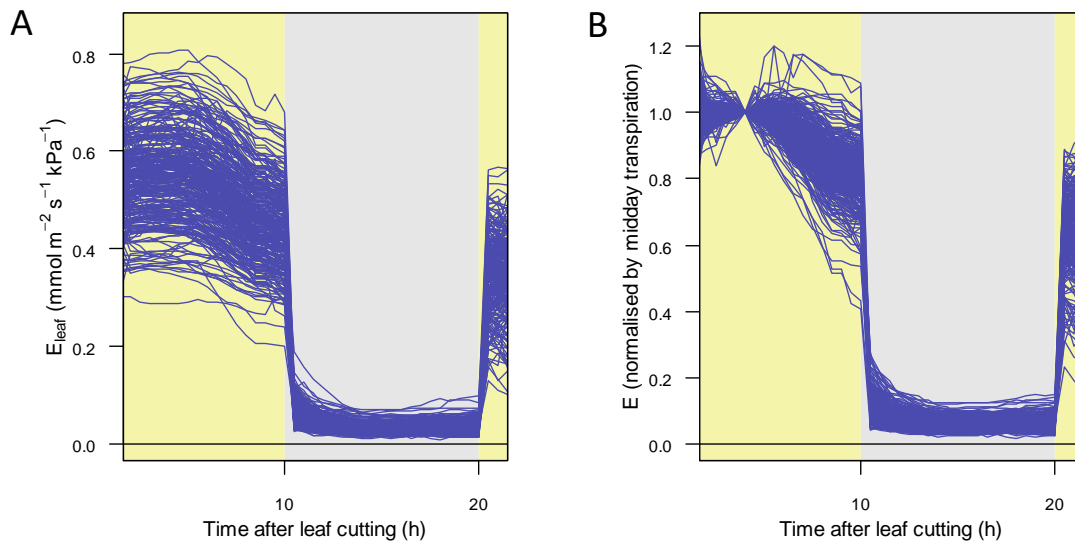 A
E_leaf (mmol m⁻² s⁻¹ kPa⁻¹)
0.8
0.6
0.4
0.2
0.0
10
20
Time after leaf cutting (h)
B
E (normalised by midday transpiration)
1.2
1.0
0.8
0.6
0.4
0.2
0.0
10
20
Time after leaf cutting (h)